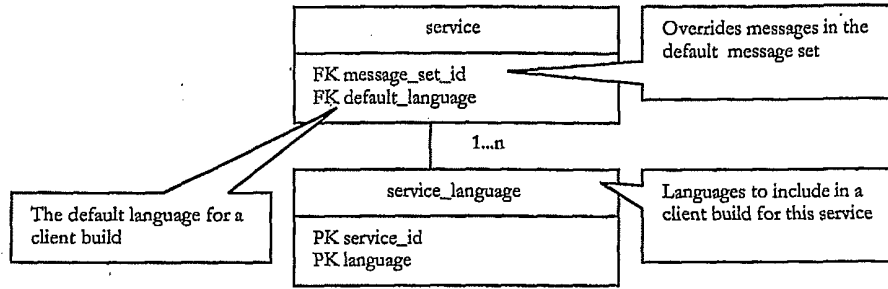 service
FK message_set_id
FK default_language
Overrides messages in the
default message set
1...n
service_language
PK service_id
PK language
The default language for a
client build
Languages to include in a
client build for this service